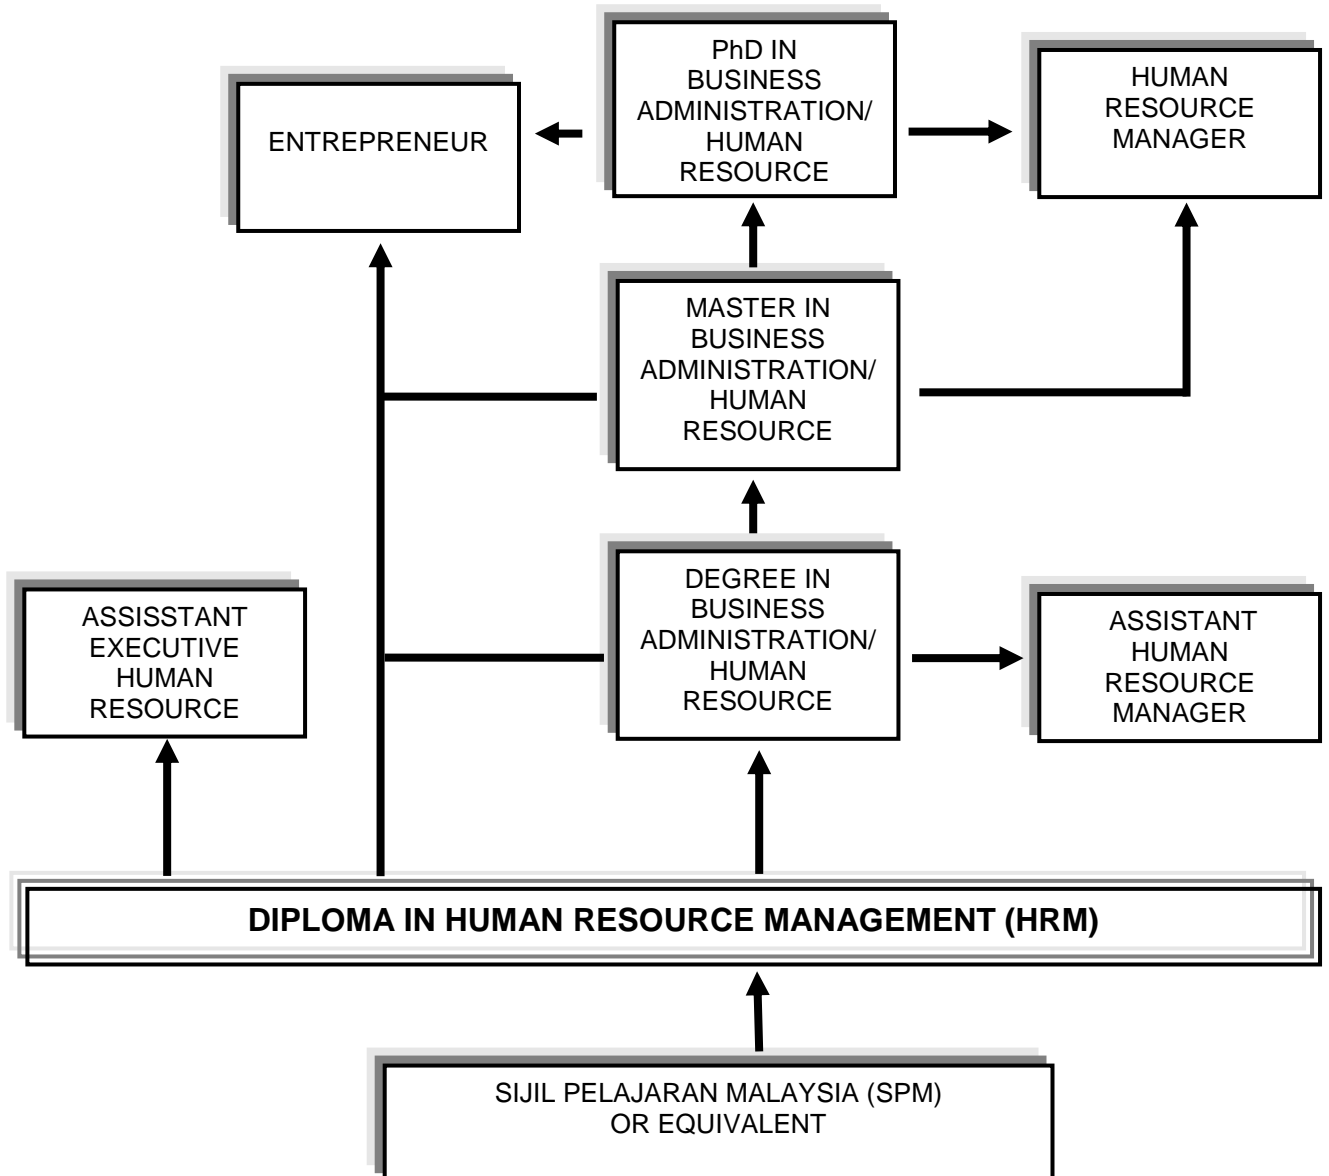 PhD IN
BUSINESS
ADMINISTRATION/
HUMAN
RESOURCE
HUMAN
RESOURCE
MANAGER
ENTREPRENEUR
MASTER IN
BUSINESS
ADMINISTRATION/
HUMAN
RESOURCE
ASSISSTANT
EXECUTIVE
HUMAN
RESOURCE
DEGREE IN
BUSINESS
ADMINISTRATION/
HUMAN
RESOURCE
ASSISTANT
HUMAN
RESOURCE
MANAGER
DIPLOMA IN HUMAN RESOURCE MANAGEMENT (HRM)
SIJIL PELAJARAN MALAYSIA (SPM)
OR EQUIVALENT